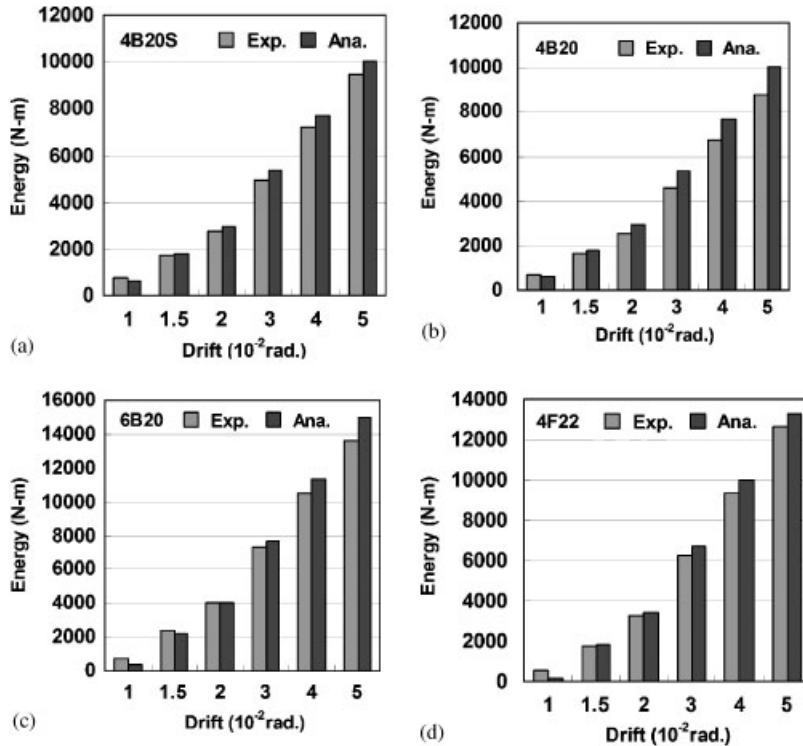 12000
4B20S Exp. Ana.
10000
8000
6000
4000
2000
0
Energy (N-m)
1 1.5 2 3 4 5
Drift (10-2rad.)
(a)
12000
4B20 Exp. Ana.
10000
8000
6000
4000
2000
0
Energy (N-m)
1 1.5 2 3 4 5
Drift (10-2rad.)
(b)
16000
6B20 Exp. Ana.
14000
12000
10000
8000
6000
4000
2000
0
Energy (N-m)
1 1.5 2 3 4 5
Drift (10-2rad.)
(c)
14000
4F22 Exp. Ana.
12000
10000
8000
6000
4000
2000
0
Energy (N-m)
1 1.5 2 3 4 5
Drift (10-2rad.)
(d)